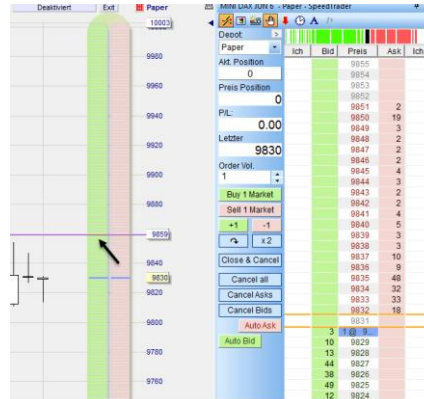 Deaktiviert Exit Paper
10003
9980
9960
9940
9920
9900
9880
9859
9840
9830
9820
9800
9780
9760
MINI DAX JUN 6 - Paper - SpeedTrader
Depot:
Paper
Akt. Position
0
Preis Position
0
P/L:
0.00
Letzter
9830
Order Vol.
1
Buy 1 Market
Sell 1 Market
+1 -1
x 2
Close & Cancel
Cancel all
Cancel Asks
Cancel Bids
Auto Ask
Auto Bid
Ich Bid Preis Ask Ich
9855
9854
9853
9852
9851 2
9850 19
9849 3
9848 2
9847 2
9846 2
9845 4
9844 3
9843 2
9842 2
9841 4
9840 5
9839 3
9838 3
9837 10
9836 9
9835 48
9834 32
9833 33
9832 18
9831
3 1@ 9...
10 9829
13 9828
44 9827
38 9826
49 9825
12 9824